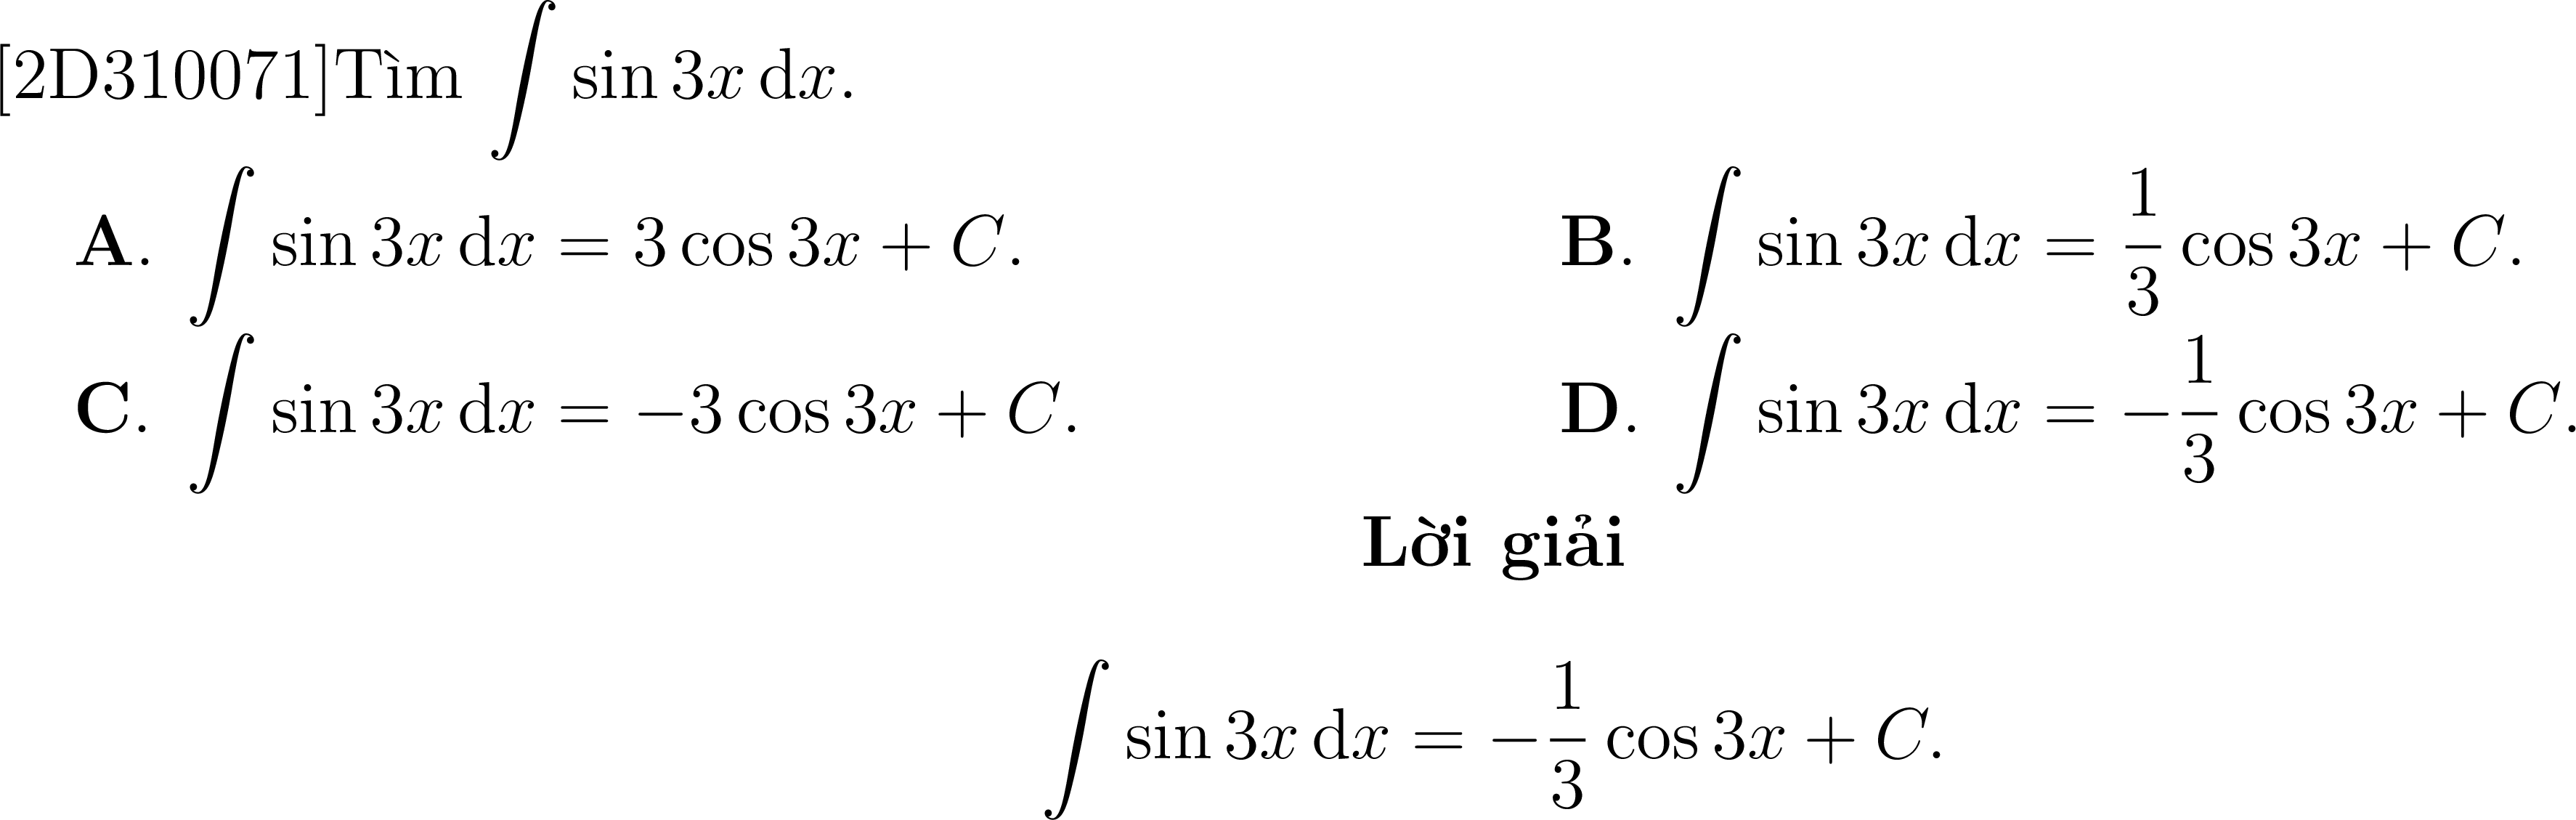 [2D310071]Tìm ∫ sin 3x dx.
A. ∫ sin 3x dx = 3 cos 3x + C. B. ∫ sin 3x dx = 1/3 cos 3x + C.
C. ∫ sin 3x dx = −3 cos 3x + C. D. ∫ sin 3x dx = −1/3 cos 3x + C.
Lời giải
∫ sin 3x dx = −1/3 cos 3x + C.